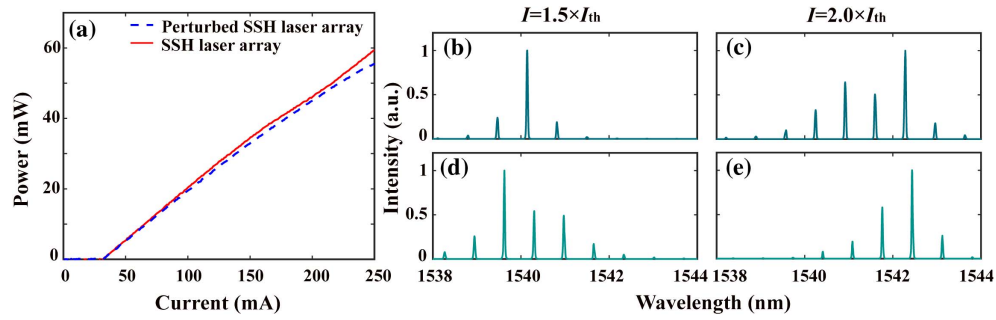 (a)
Perturbed SSH laser array
SSH laser array
Power (mW)
60
40
20
0
0 50 100 150 200 250
Current (mA)
I=1.5×Ith
I=2.0×Ith
(b)
(c)
(d)
(e)
Intensity (a.u.)
1
0.5
0
1
0.5
0
1538 1540 1542 1544
1538 1540 1542 1544
Wavelength (nm)